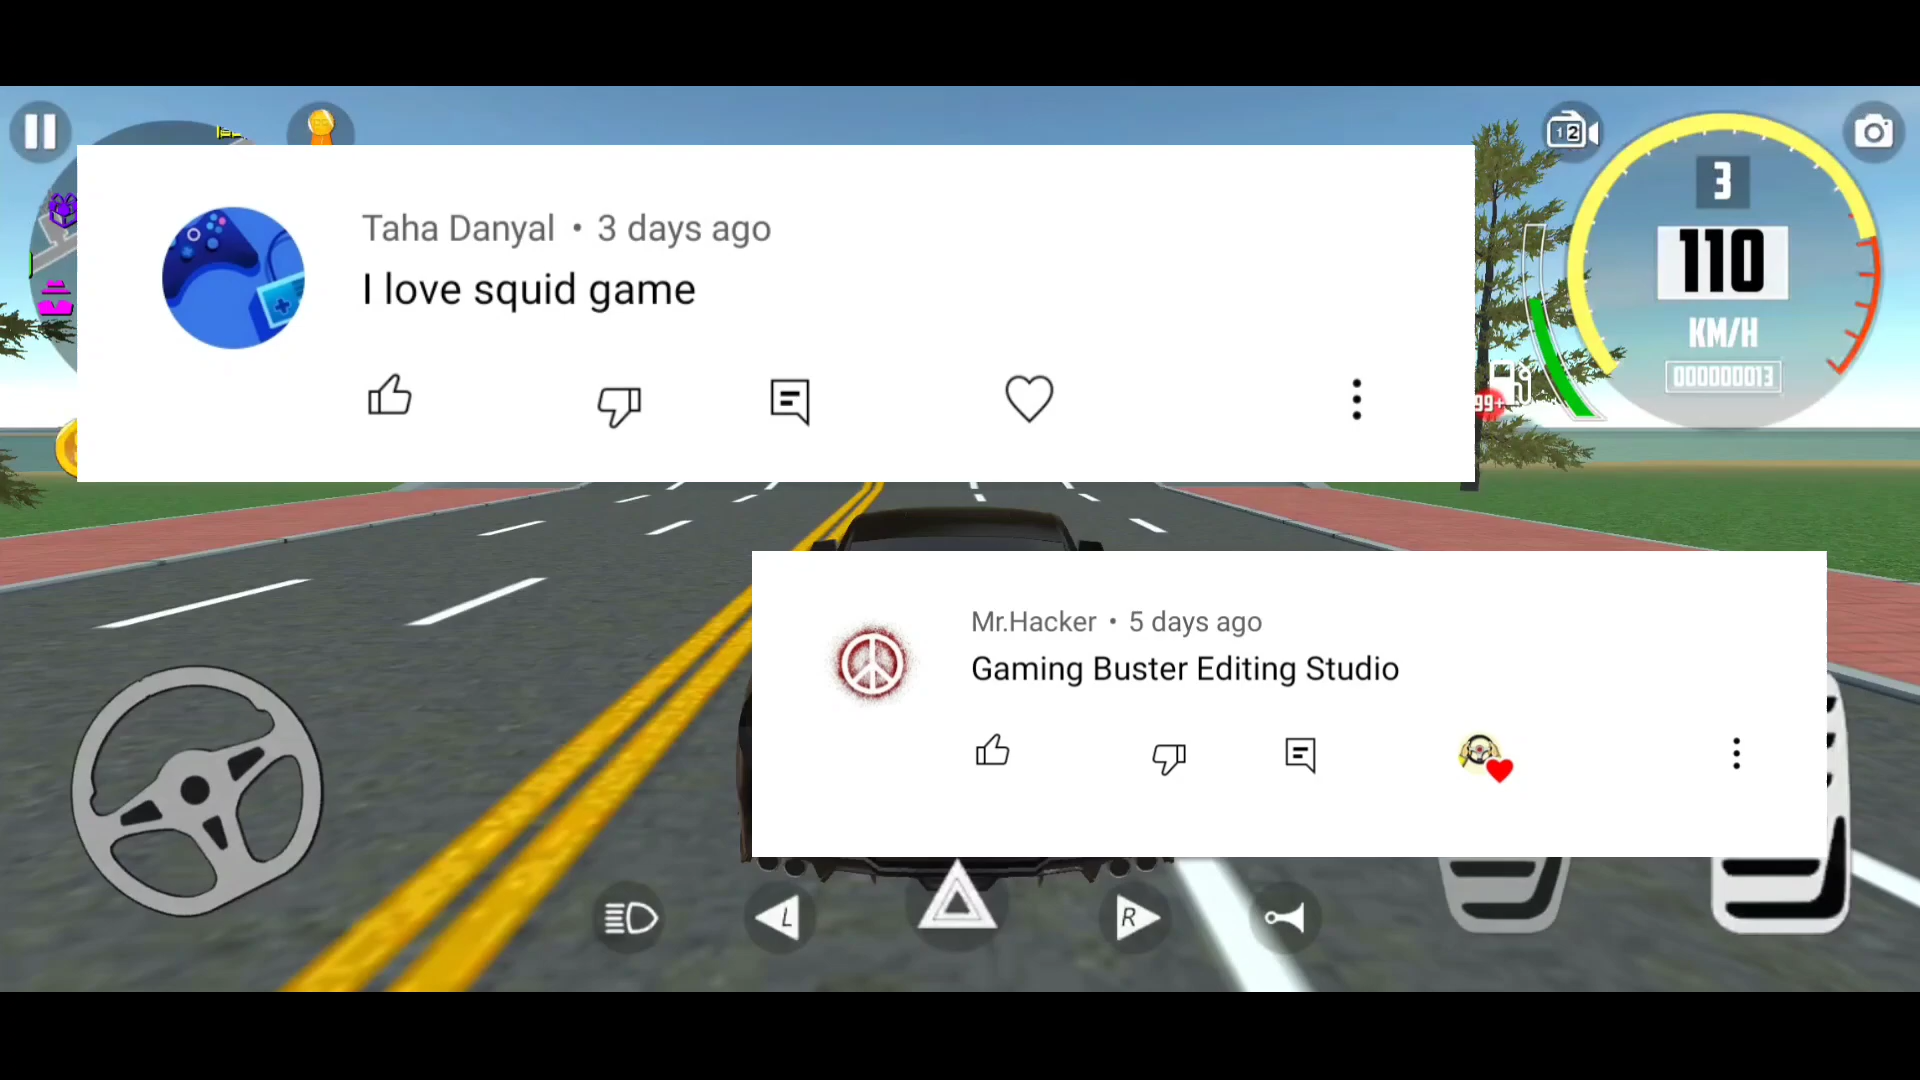 Taha Danyal • 3 days ago
I love squid game
12
3
110
KM/H
000000013
99+
Mr.Hacker • 5 days ago
Gaming Buster Editing Studio
L
R